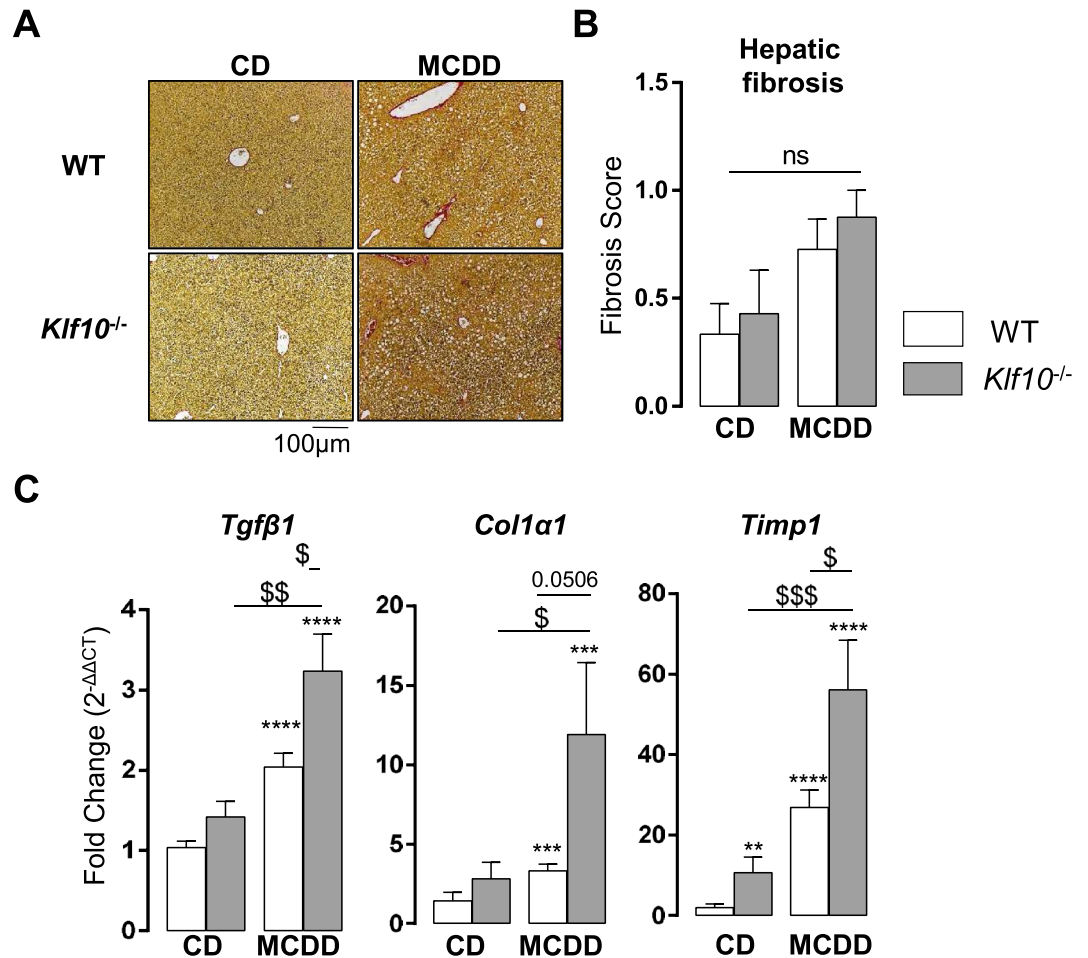 A
CD MCDD
WT
Klf10-/-
100µm
B
Hepatic
fibrosis
Fibrosis Score
1.5
1.0
0.5
0.0
ns
CD MCDD
WT
Klf10-/-
C
Tgfβ1
Fold Change (2-ΔΔCT)
4
3
2
1
0
$
$$
****
****
CD MCDD
Col1α1
20
15
10
5
0
0.0506
$
***
***
CD MCDD
Timp1
80
60
40
20
0
$
$$$
****
****
**
CD MCDD